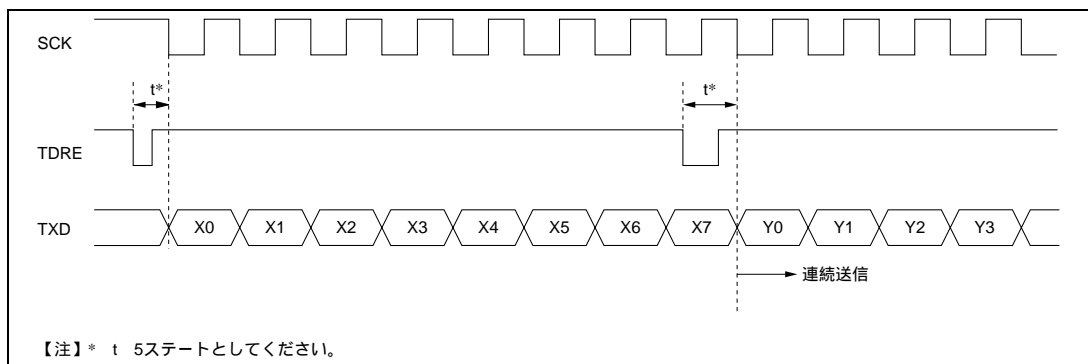 SCK
t*
t*
TDRE
TXD
X0 X1 X2 X3 X4 X5 X6 X7 Y0 Y1 Y2 Y3
連続送信
【注】* t 5ステートとしてください。